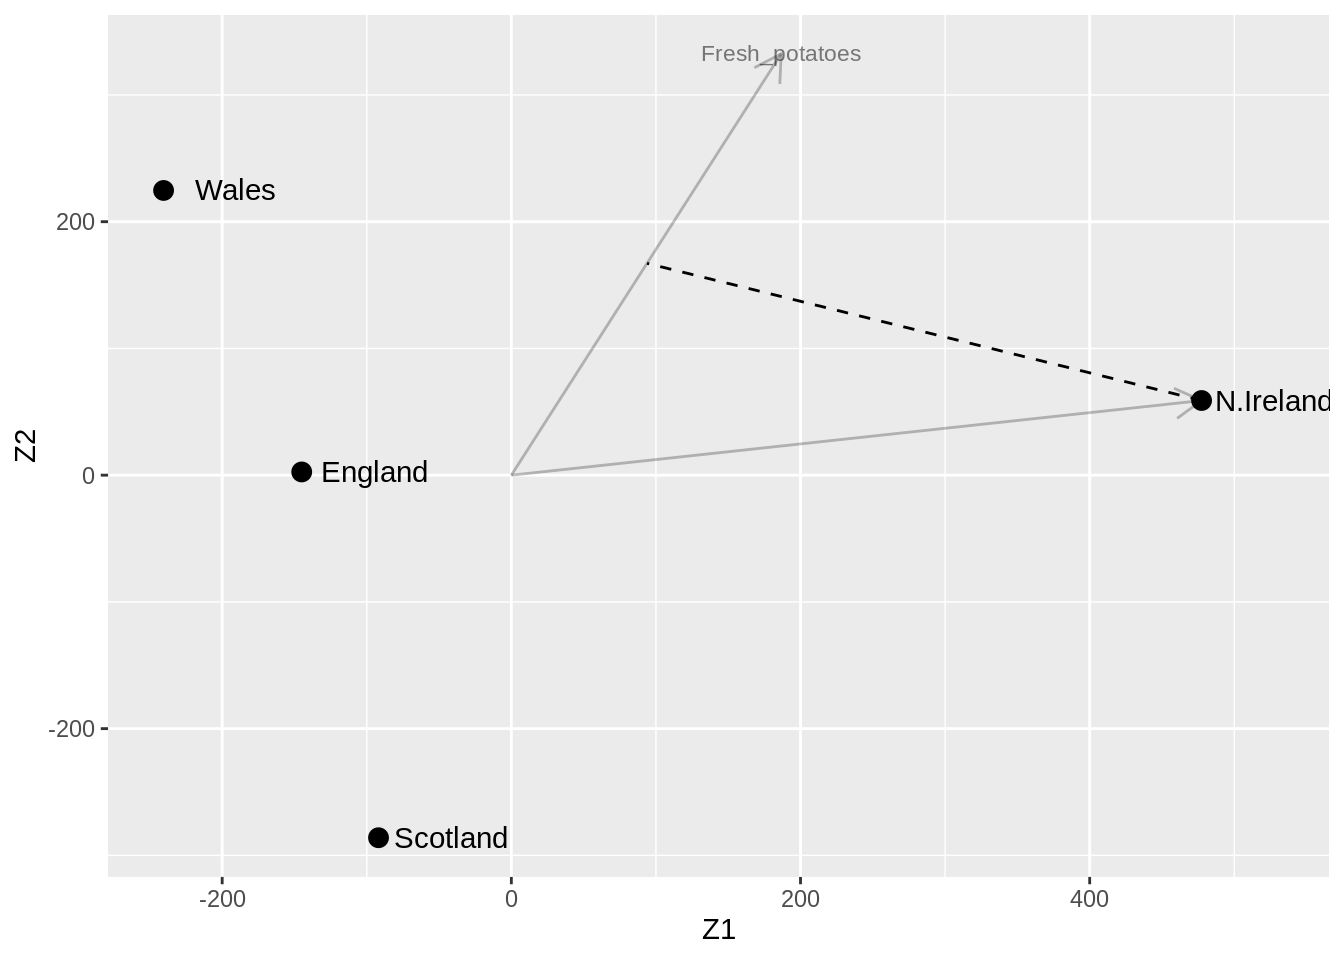 Fresh_potatoes
Wales
200
N.Ireland
Z2
0
England
-200
Scotland
-200
0
200
400
Z1